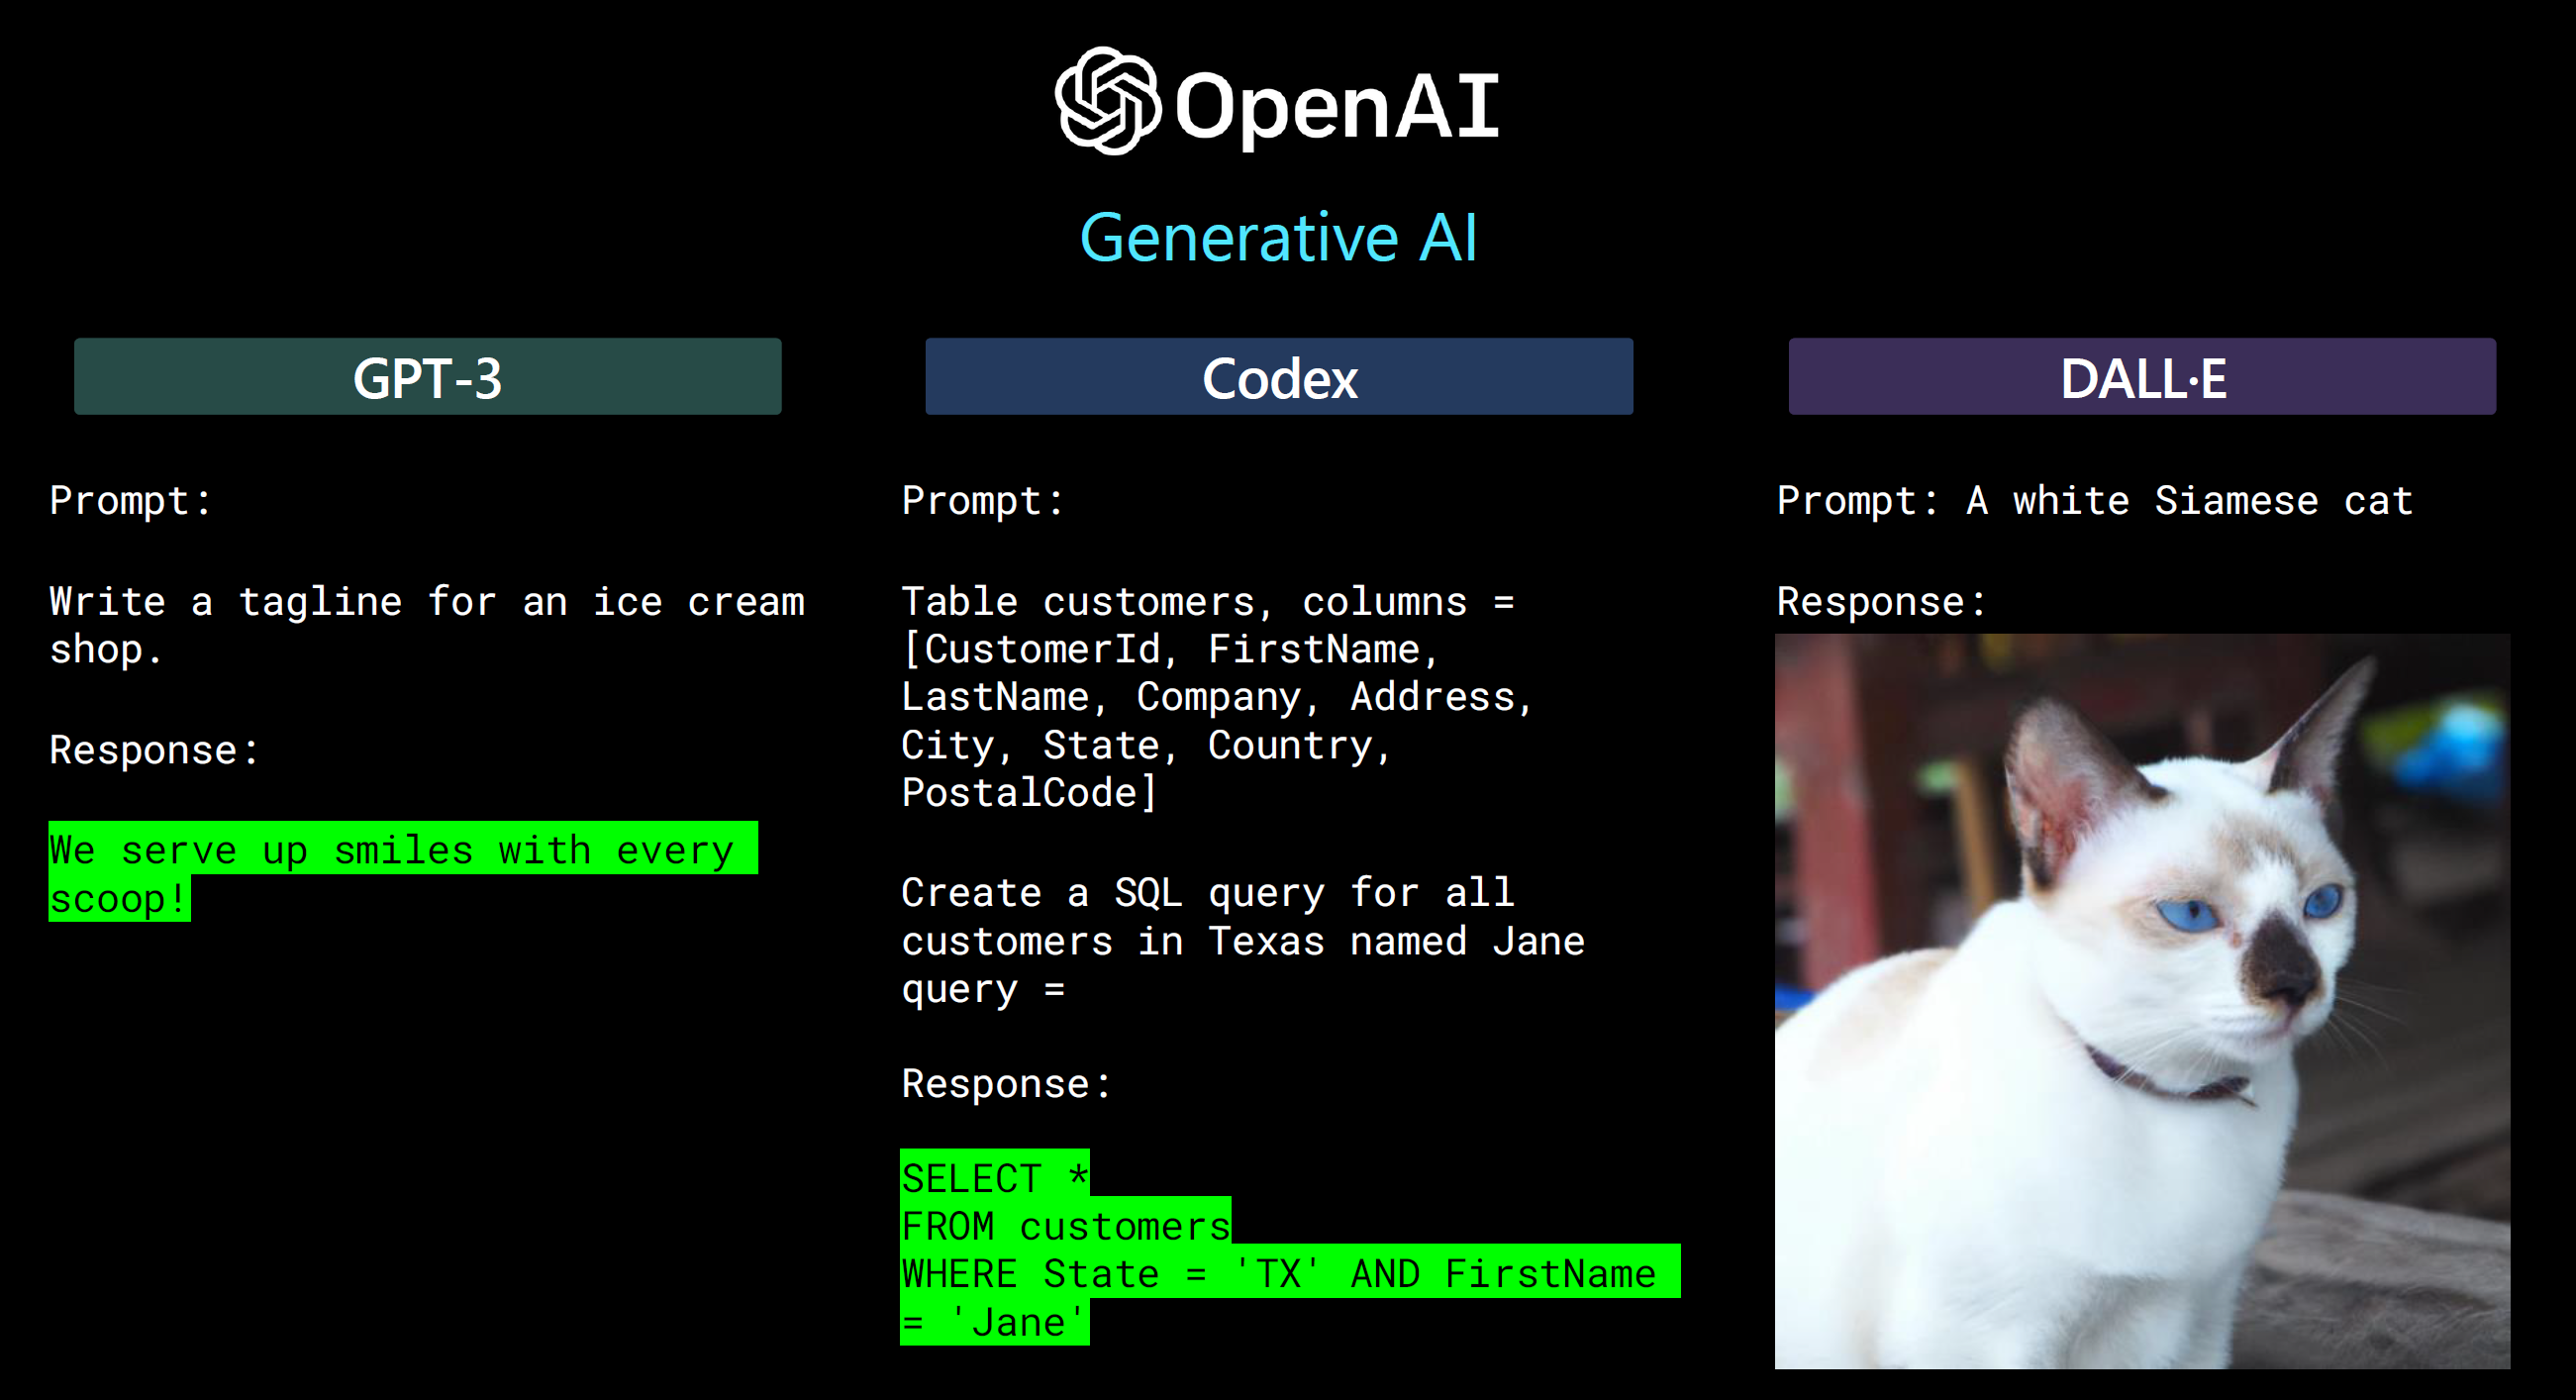 OpenAI
Generative AI
GPT-3
Prompt:
Write a tagline for an ice cream
shop.
Response:
We serve up smiles with every
scoop!
Codex
Prompt:
Table customers, columns =
[CustomerId, FirstName,
LastName, Company, Address,
City, State, Country,
PostalCode]
Create a SQL query for all
customers in Texas named Jane
query =
Response:
SELECT *
FROM customers
WHERE State = 'TX' AND FirstName
= 'Jane'
DALL·E
Prompt: A white Siamese cat
Response: